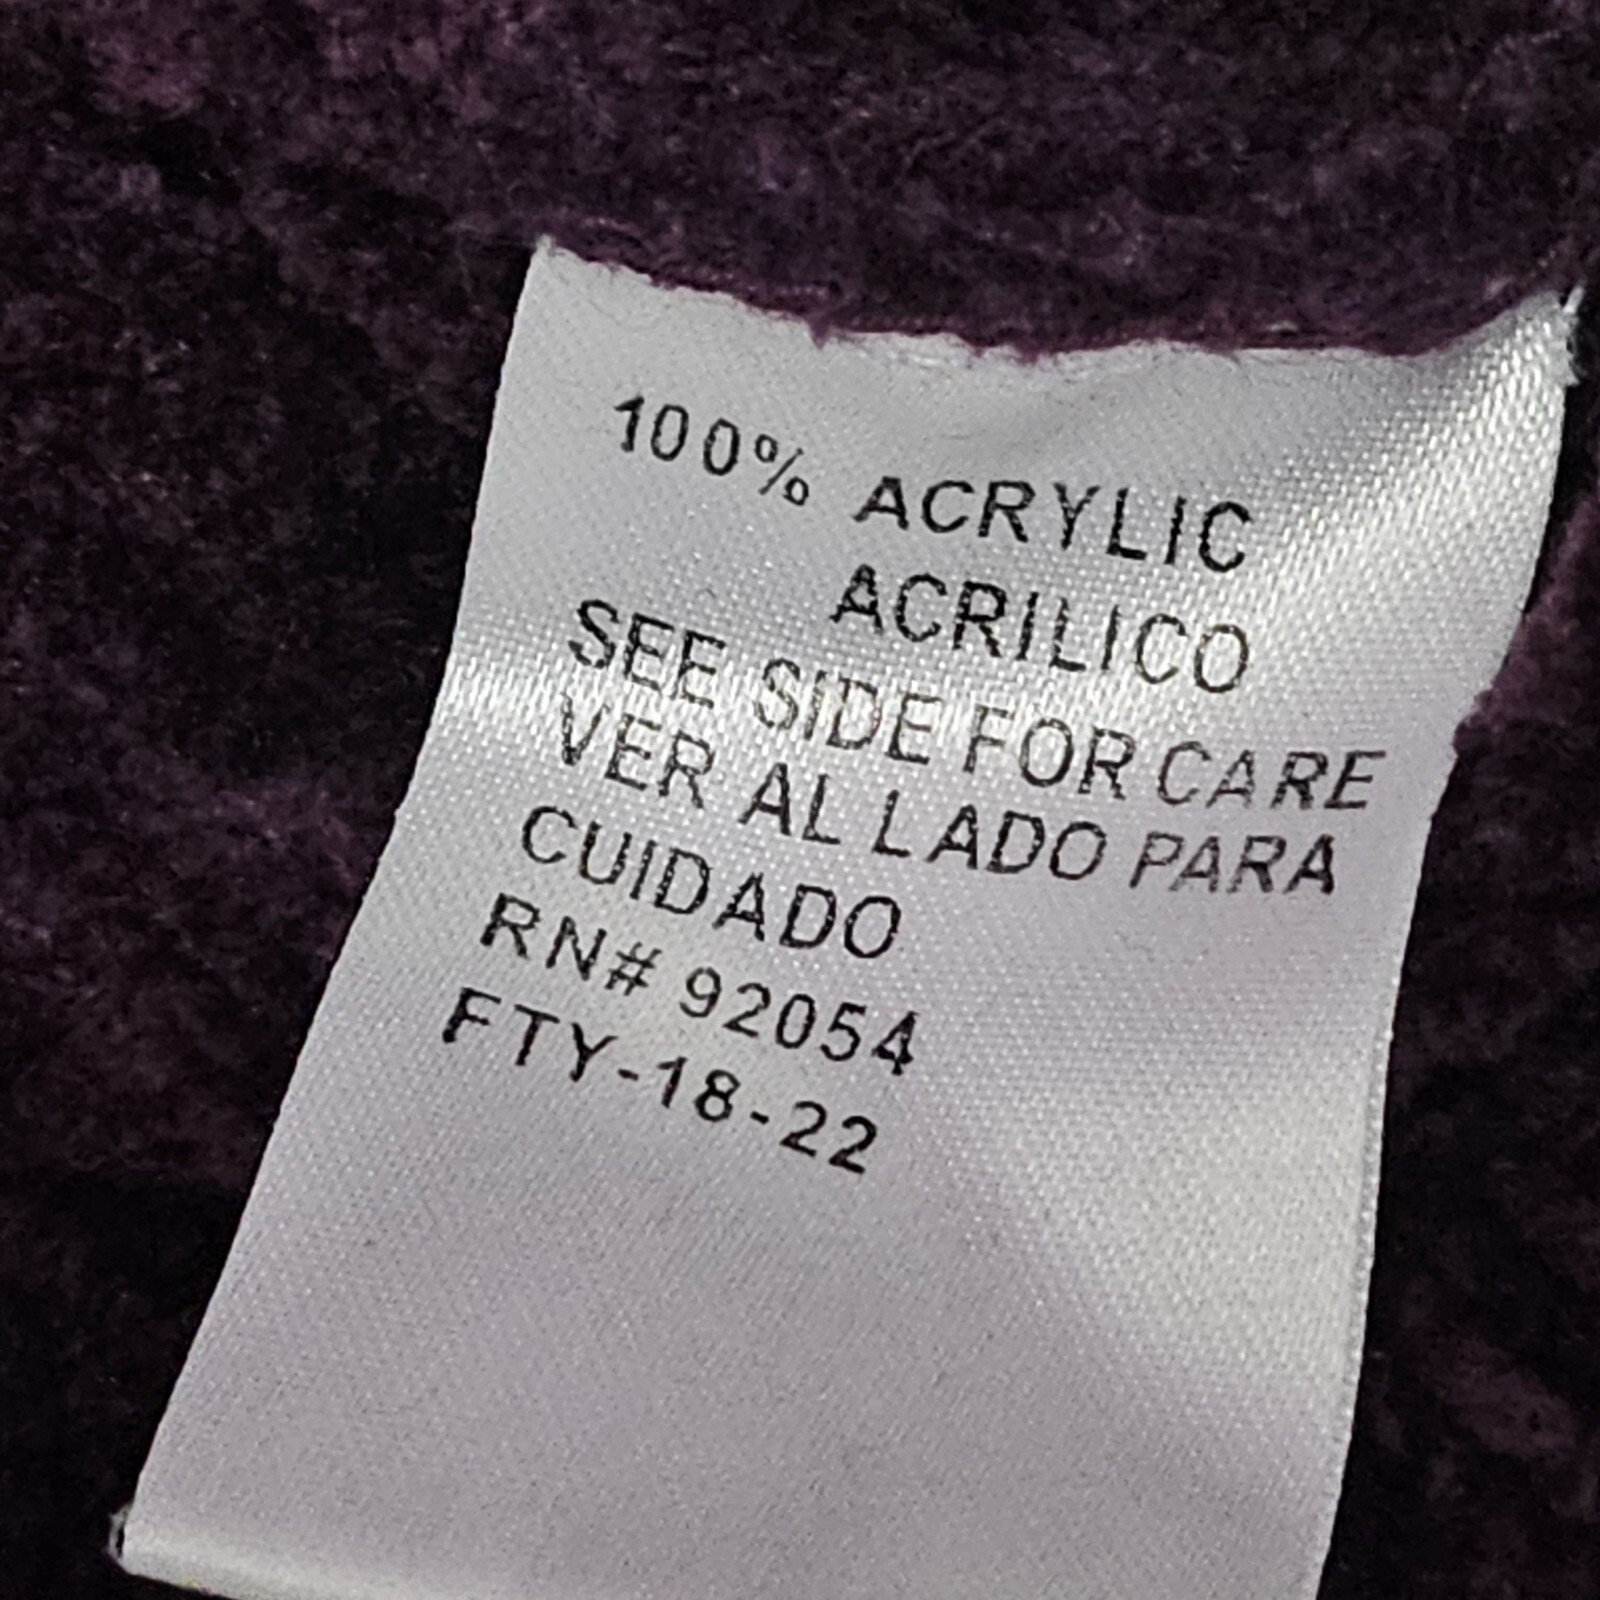 100% ACRYLIC
ACRILICO
SEE SIDE FOR CARE
VER AL LADO PARA
CUIDADO
RN# 92054
FTY-18-22